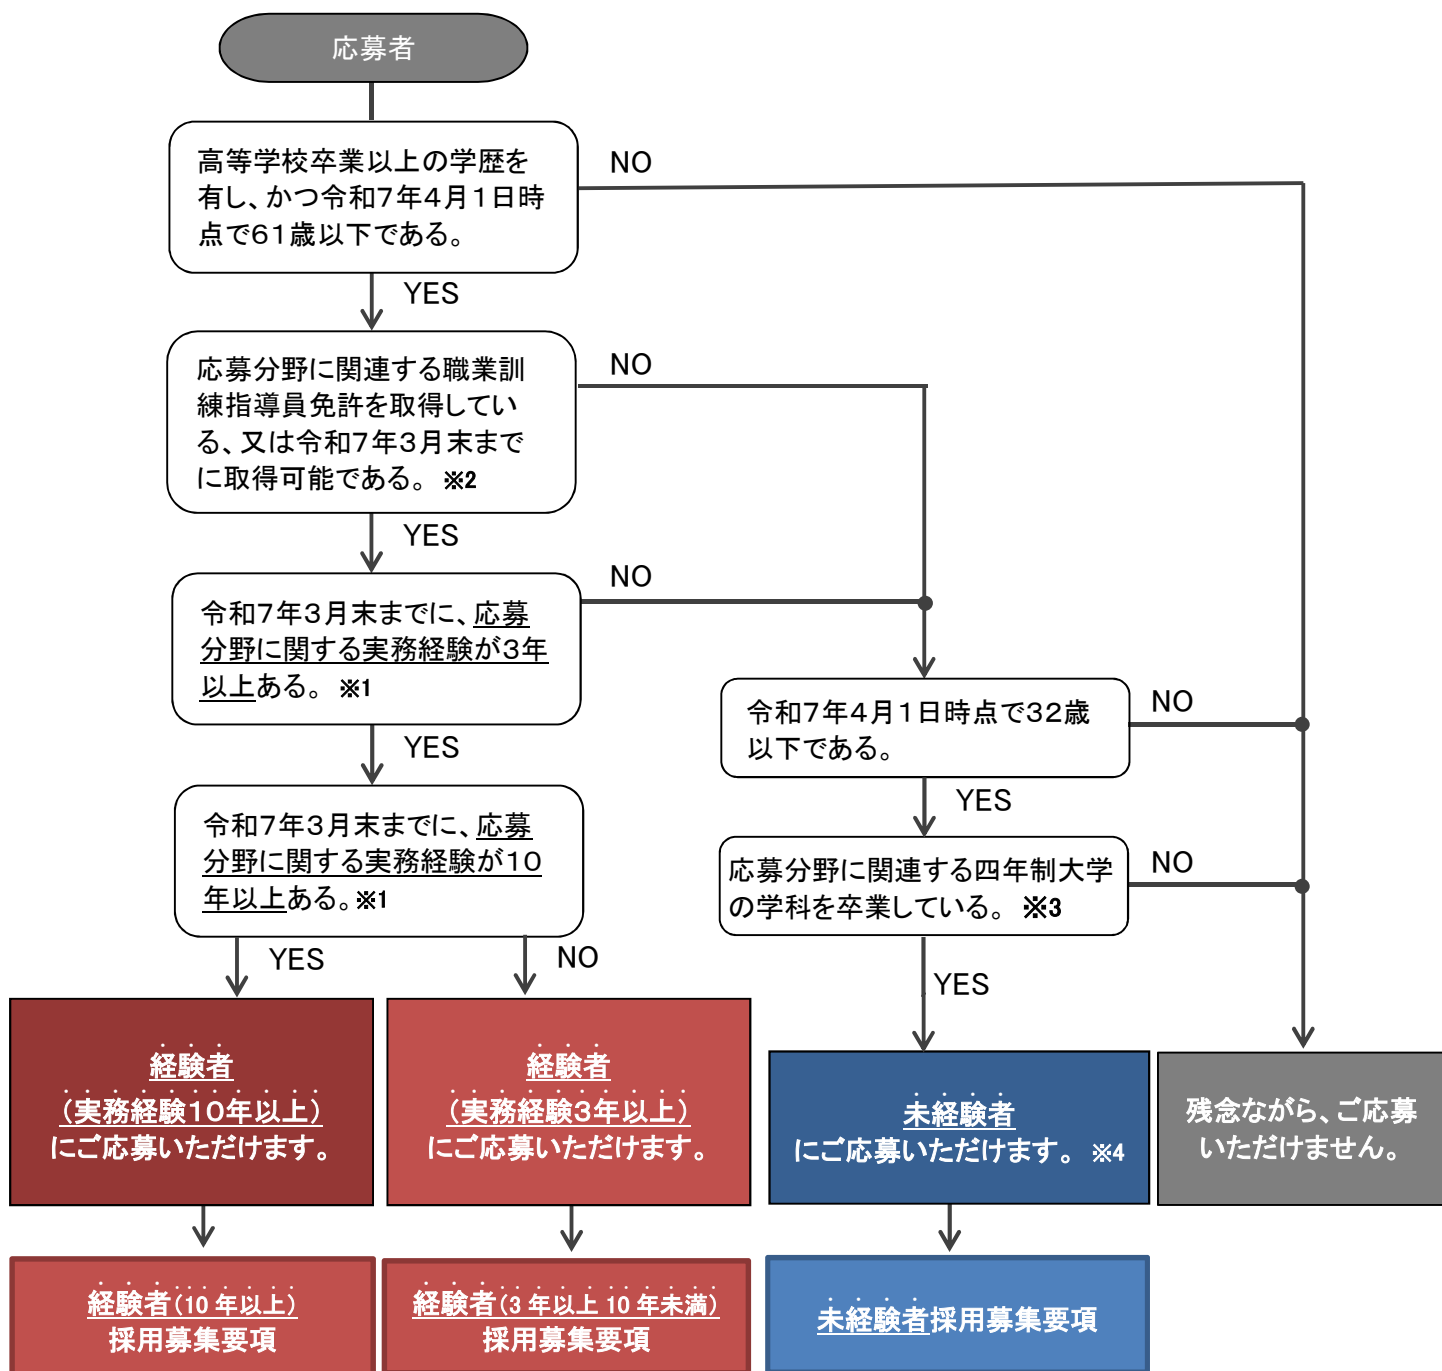 応募者
高等学校卒業以上の学歴を
有し、かつ令和7年4月1日時
点で61歳以下である。
NO
YES
応募分野に関連する職業訓
練指導員免許を取得してい
る、又は令和7年3月末まで
に取得可能である。 ※2
NO
YES
令和7年3月末までに、応募
分野に関する実務経験が3年
以上ある。 ※1
NO
YES
令和7年3月末までに、応募
分野に関する実務経験が10
年以上ある。※1
YES
NO
令和7年4月1日時点で32歳
以下である。
NO
YES
応募分野に関連する四年制大学
の学科を卒業している。 ※3
NO
YES
経験者
（実務経験10年以上）
にご応募いただけます。
経験者
（実務経験3年以上）
にご応募いただけます。
未経験者
にご応募いただけます。 ※4
残念ながら、ご応募
いただけません。
経験者（10 年以上）
採用募集要項
経験者（3 年以上 10 年未満）
採用募集要項
未経験者採用募集要項